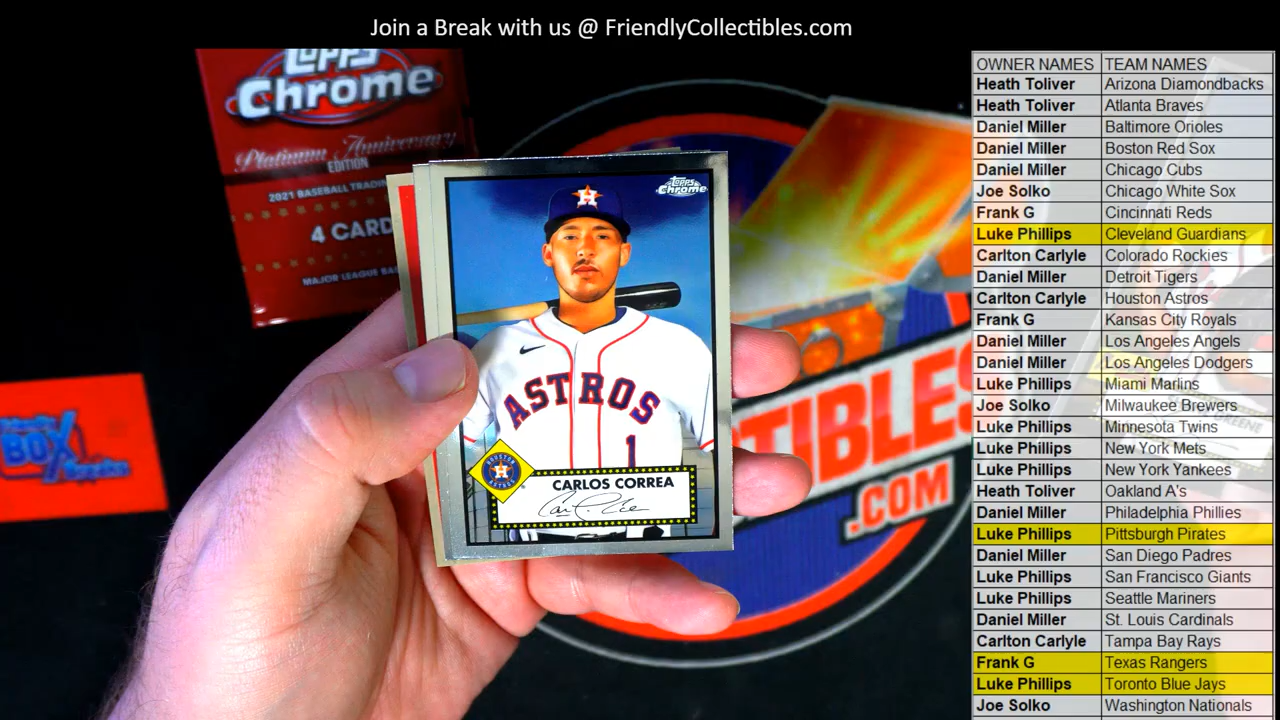 Join a Break with us @ FriendlyCollectibles.com
Topps
Chrome
Platinum Anniversary
EDITION
2021 BASEBALL TRADIN
4 CARD
MAJOR LEAGUE BA
Topps
Chrome
ASTROS
1
HOUSTON
ASTROS
CARLOS CORREA
BOX
Breaks
TIBLES
.COM
OWNER NAMES TEAM NAMES
Heath Toliver Arizona Diamondbacks
Heath Toliver Atlanta Braves
Daniel Miller Baltimore Orioles
Daniel Miller Boston Red Sox
Daniel Miller Chicago Cubs
Joe Solko Chicago White Sox
Frank G Cincinnati Reds
Luke Phillips Cleveland Guardians
Carlton Carlyle Colorado Rockies
Daniel Miller Detroit Tigers
Carlton Carlyle Houston Astros
Frank G Kansas City Royals
Daniel Miller Los Angeles Angels
Daniel Miller Los Angeles Dodgers
Luke Phillips Miami Marlins
Joe Solko Milwaukee Brewers
Luke Phillips Minnesota Twins
Luke Phillips New York Mets
Luke Phillips New York Yankees
Heath Toliver Oakland A's
Daniel Miller Philadelphia Phillies
Luke Phillips Pittsburgh Pirates
Daniel Miller San Diego Padres
Luke Phillips San Francisco Giants
Luke Phillips Seattle Mariners
Daniel Miller St. Louis Cardinals
Carlton Carlyle Tampa Bay Rays
Frank G Texas Rangers
Luke Phillips Toronto Blue Jays
Joe Solko Washington Nationals